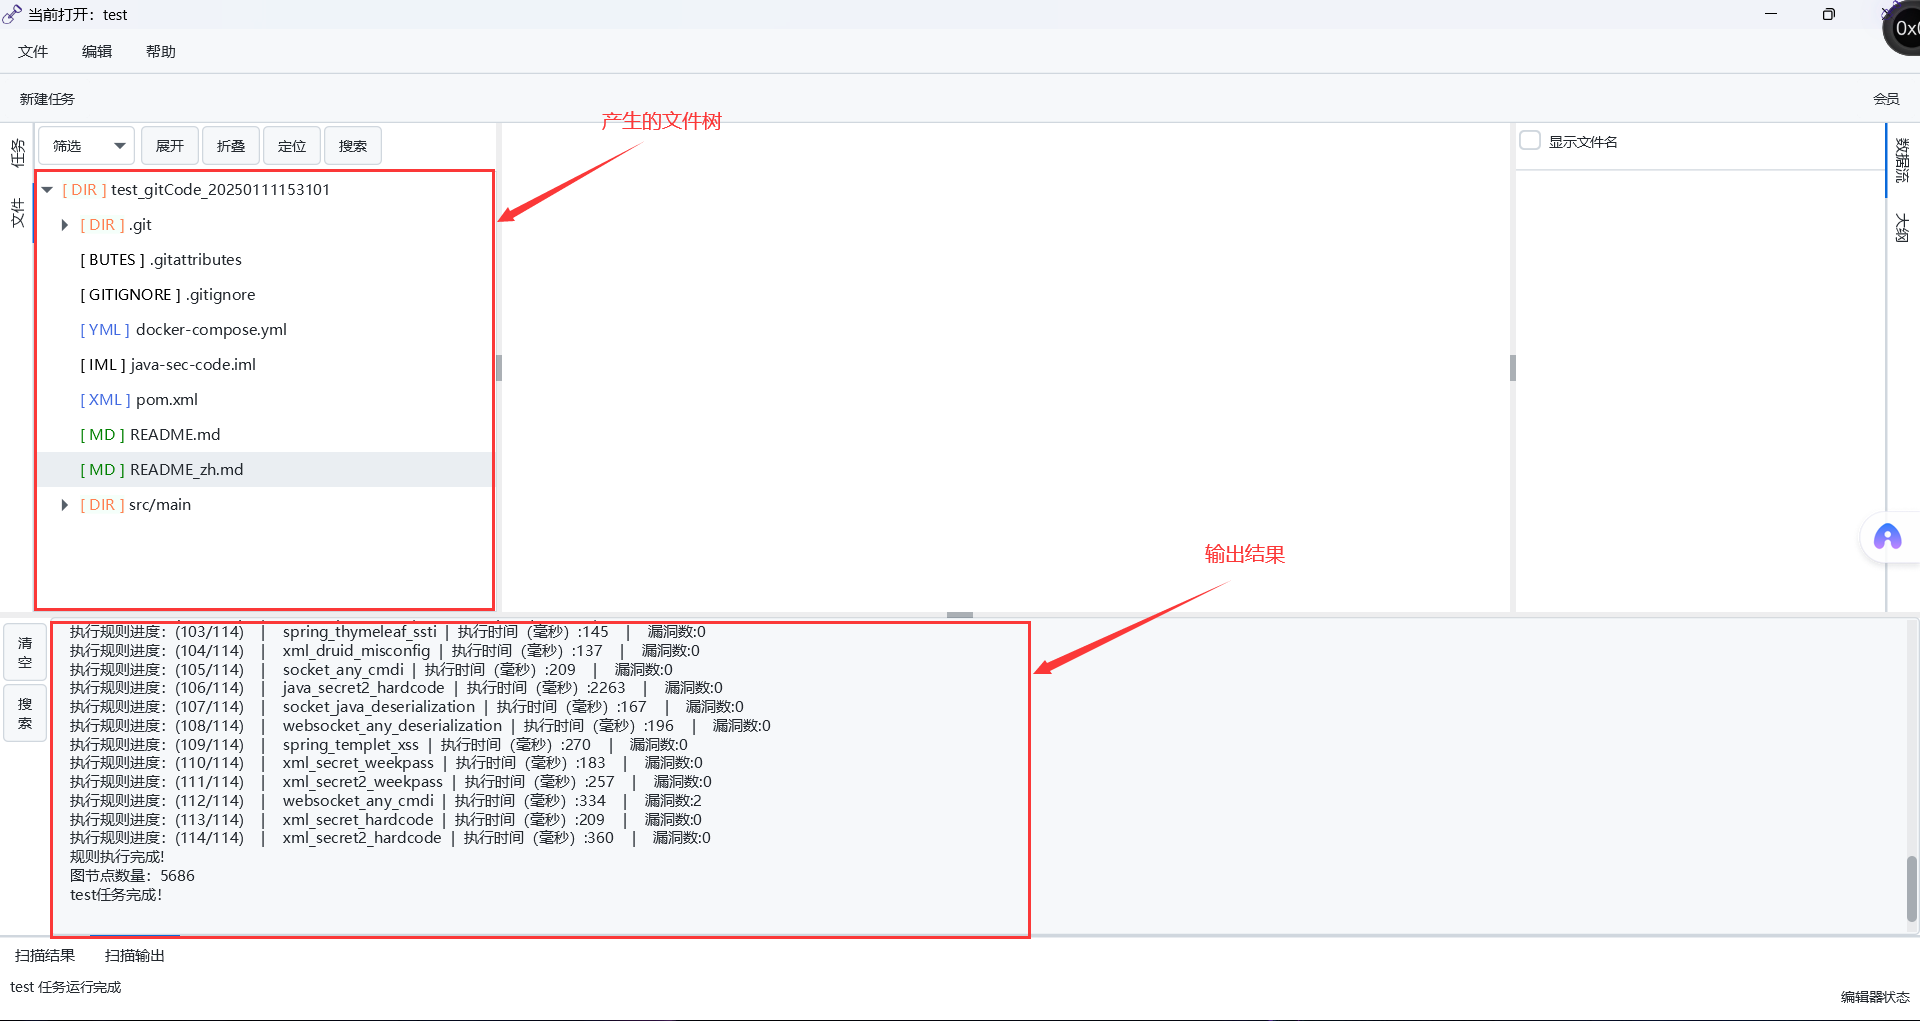 当前打开：test
文件 编辑 帮助
新建任务 会员
任务
文件
筛选 展开 折叠 定位 搜索
产生的文件树
显示文件名
数据流
大纲
[ DIR ] test_gitCode_20250111153101
[ DIR ] .git
[ BUTES ] .gitattributes
[ GITIGNORE ] .gitignore
[ YML ] docker-compose.yml
[ IML ] java-sec-code.iml
[ XML ] pom.xml
[ MD ] README.md
[ MD ] README_zh.md
[ DIR ] src/main
输出结果
清空
搜索
执行规则进度：(103/114) | spring_thymeleaf_ssti | 执行时间（毫秒）:145 | 漏洞数:0
执行规则进度：(104/114) | xml_druid_misconfig | 执行时间（毫秒）:137 | 漏洞数:0
执行规则进度：(105/114) | socket_any_cmdi | 执行时间（毫秒）:209 | 漏洞数:0
执行规则进度：(106/114) | java_secret2_hardcode | 执行时间（毫秒）:2263 | 漏洞数:0
执行规则进度：(107/114) | socket_java_deserialization | 执行时间（毫秒）:167 | 漏洞数:0
执行规则进度：(108/114) | websocket_any_deserialization | 执行时间（毫秒）:196 | 漏洞数:0
执行规则进度：(109/114) | spring_templet_xss | 执行时间（毫秒）:270 | 漏洞数:0
执行规则进度：(110/114) | xml_secret_weekpass | 执行时间（毫秒）:183 | 漏洞数:0
执行规则进度：(111/114) | xml_secret2_weekpass | 执行时间（毫秒）:257 | 漏洞数:0
执行规则进度：(112/114) | websocket_any_cmdi | 执行时间（毫秒）:334 | 漏洞数:2
执行规则进度：(113/114) | xml_secret_hardcode | 执行时间（毫秒）:209 | 漏洞数:0
执行规则进度：(114/114) | xml_secret2_hardcode | 执行时间（毫秒）:360 | 漏洞数:0
规则执行完成!
图节点数量：5686
test任务完成!
扫描结果 扫描输出
test 任务运行完成
编辑器状态